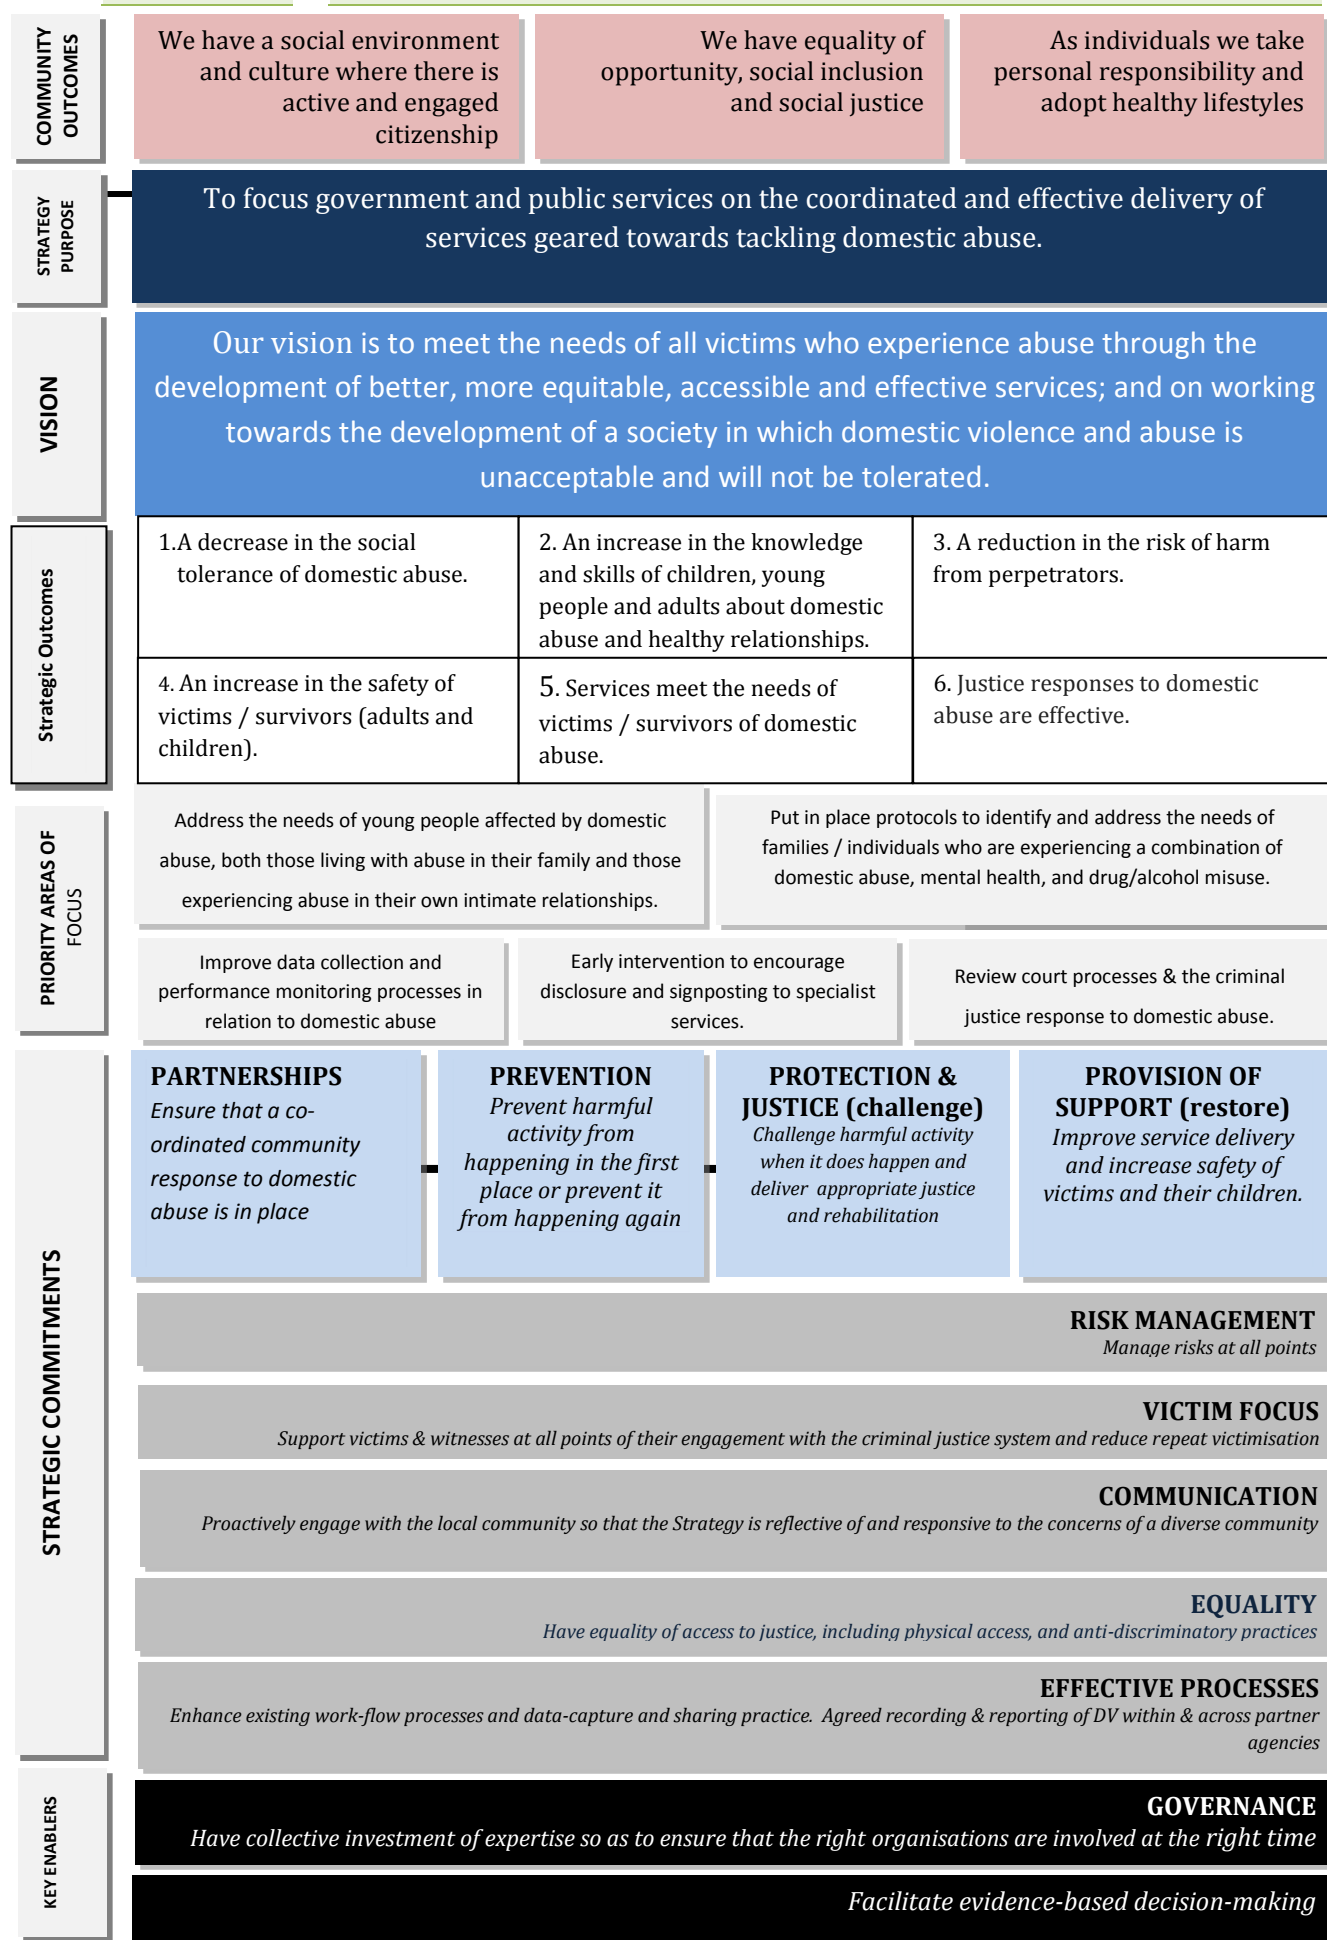 COMMUNITY
OUTCOMES
We have a social environment
and culture where there is
active and engaged
citizenship
We have equality of
opportunity, social inclusion
and social justice
As individuals we take
personal responsibility and
adopt healthy lifestyles
STRATEGY
PURPOSE
To focus government and public services on the coordinated and effective delivery of
services geared towards tackling domestic abuse.
VISION
Our vision is to meet the needs of all victims who experience abuse through the
development of better, more equitable, accessible and effective services; and on working
towards the development of a society in which domestic violence and abuse is
unacceptable and will not be tolerated.
Strategic Outcomes
1.A decrease in the social
tolerance of domestic abuse.
2. An increase in the knowledge
and skills of children, young
people and adults about domestic
abuse and healthy relationships.
3. A reduction in the risk of harm
from perpetrators.
4. An increase in the safety of
victims / survivors (adults and
children).
5. Services meet the needs of
victims / survivors of domestic
abuse.
6. Justice responses to domestic
abuse are effective.
PRIORITY AREAS OF
FOCUS
Address the needs of young people affected by domestic
abuse, both those living with abuse in their family and those
experiencing abuse in their own intimate relationships.
Put in place protocols to identify and address the needs of
families / individuals who are experiencing a combination of
domestic abuse, mental health, and drug/alcohol misuse.
Improve data collection and
performance monitoring processes in
relation to domestic abuse
Early intervention to encourage
disclosure and signposting to specialist
services.
Review court processes & the criminal
justice response to domestic abuse.
STRATEGIC COMMITMENTS
PARTNERSHIPS
Ensure that a co-
ordinated community
response to domestic
abuse is in place
PREVENTION
Prevent harmful
activity from
happening in the first
place or prevent it
from happening again
PROTECTION &
JUSTICE (challenge)
Challenge harmful activity
when it does happen and
deliver appropriate justice
and rehabilitation
PROVISION OF
SUPPORT (restore)
Improve service delivery
and increase safety of
victims and their children.
RISK MANAGEMENT
Manage risks at all points
VICTIM FOCUS
Support victims & witnesses at all points of their engagement with the criminal justice system and reduce repeat victimisation
COMMUNICATION
Proactively engage with the local community so that the Strategy is reflective of and responsive to the concerns of a diverse community
EQUALITY
Have equality of access to justice, including physical access, and anti-discriminatory practices
EFFECTIVE PROCESSES
Enhance existing work-flow processes and data-capture and sharing practice. Agreed recording & reporting of DV within & across partner
agencies
KEY ENABLERS
GOVERNANCE
Have collective investment of expertise so as to ensure that the right organisations are involved at the right time
Facilitate evidence-based decision-making